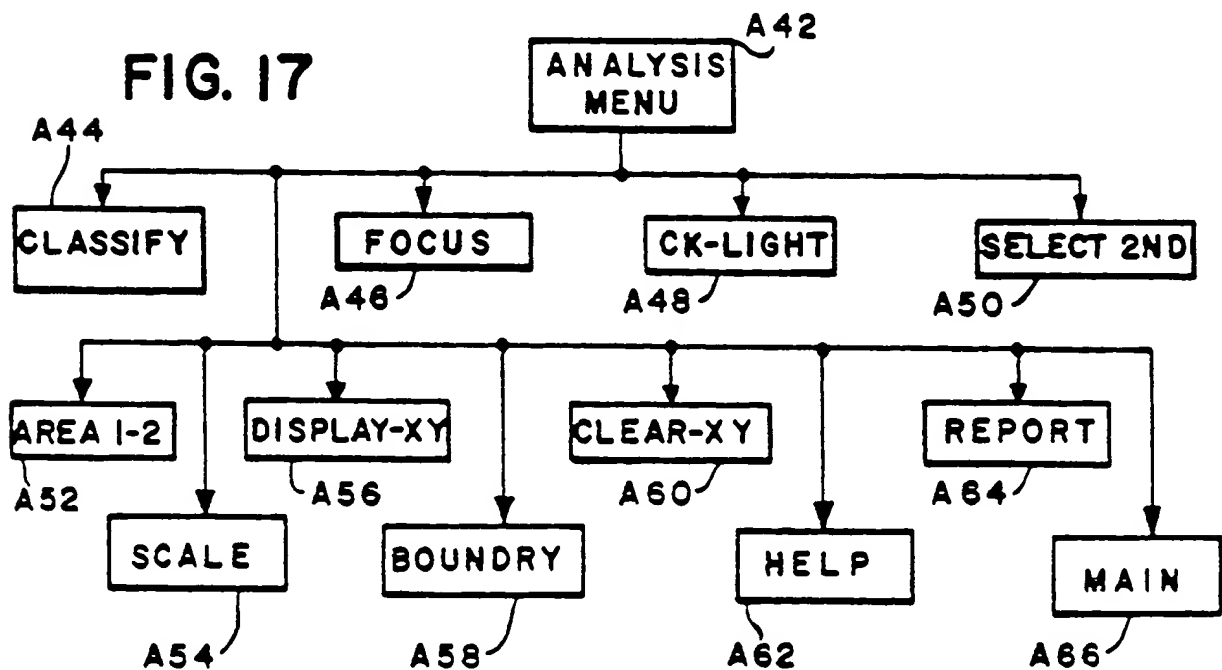 FIG. 17
A42
ANALYSIS
MENU
A44
CLASSIFY
FOCUS
CK-LIGHT
SELECT 2ND
A46
A48
A50
AREA 1-2
DISPLAY-XY
CLEAR-XY
REPORT
A52
A56
A60
A64
SCALE
BOUNDRY
HELP
MAIN
A54
A58
A62
A66